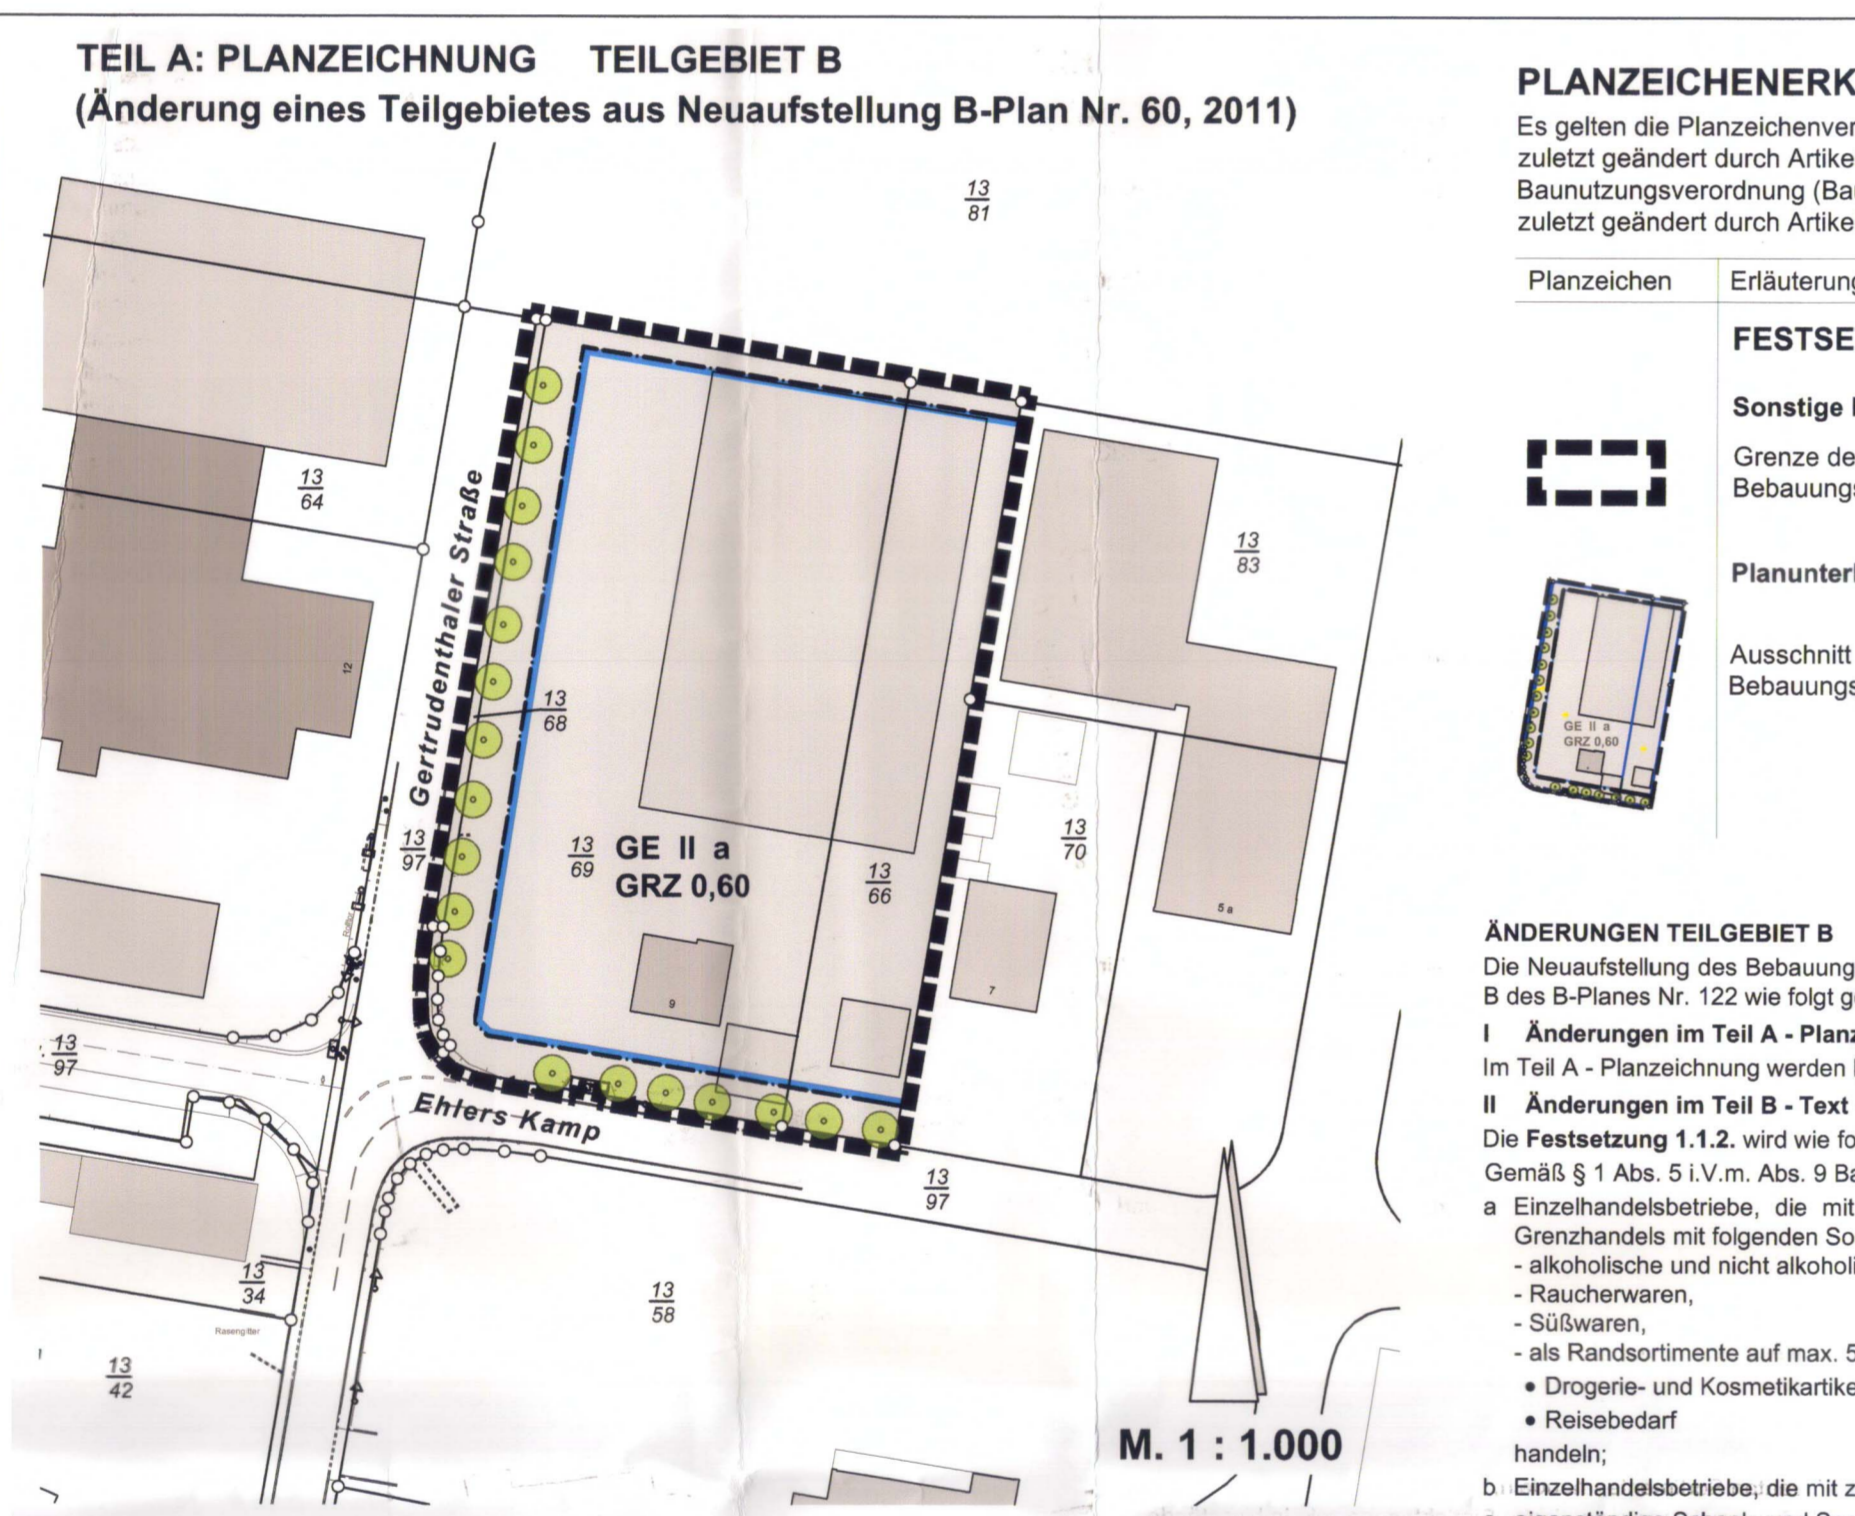 TEIL A: PLANZEICHNUNG TEILGEBIET B
(Änderung eines Teilgebietes aus Neuaufstellung B-Plan Nr. 60, 2011)
13
81
13
64
Gertrudenthaler Straße
12
13
68
13
83
13
97
13
69
GE II a
GRZ 0,60
13
66
13
70
5 a
9
7
13
97
Ehlers Kamp
13
97
13
34
Rasengitter
13
42
13
58
M. 1 : 1.000
PLANZEICHENERK
Es gelten die Planzeichenver
zuletzt geändert durch Artike
Baunutzungsverordnung (Ba
zuletzt geändert durch Artike
Planzeichen Erläuterung
FESTSE
Sonstige
Grenze de
Bebauungs
Planunterl
GE II a
GRZ 0,60
Ausschnitt
Bebauungs
ÄNDERUNGEN TEILGEBIET B
Die Neuaufstellung des Bebauung
B des B-Planes Nr. 122 wie folgt g
I Änderungen im Teil A - Planz
Im Teil A - Planzeichnung werden
II Änderungen im Teil B - Text
Die Festsetzung 1.1.2. wird wie fo
Gemäß § 1 Abs. 5 i.V.m. Abs. 9 Ba
a Einzelhandelsbetriebe, die mit
Grenzhandels mit folgenden So
- alkoholische und nicht alkoholi
- Raucherwaren,
- Süßwaren,
- als Randsortimente auf max. 5
• Drogerie- und Kosmetikartike
• Reisebedarf
handeln;
b Einzelhandelsbetriebe, die mit z